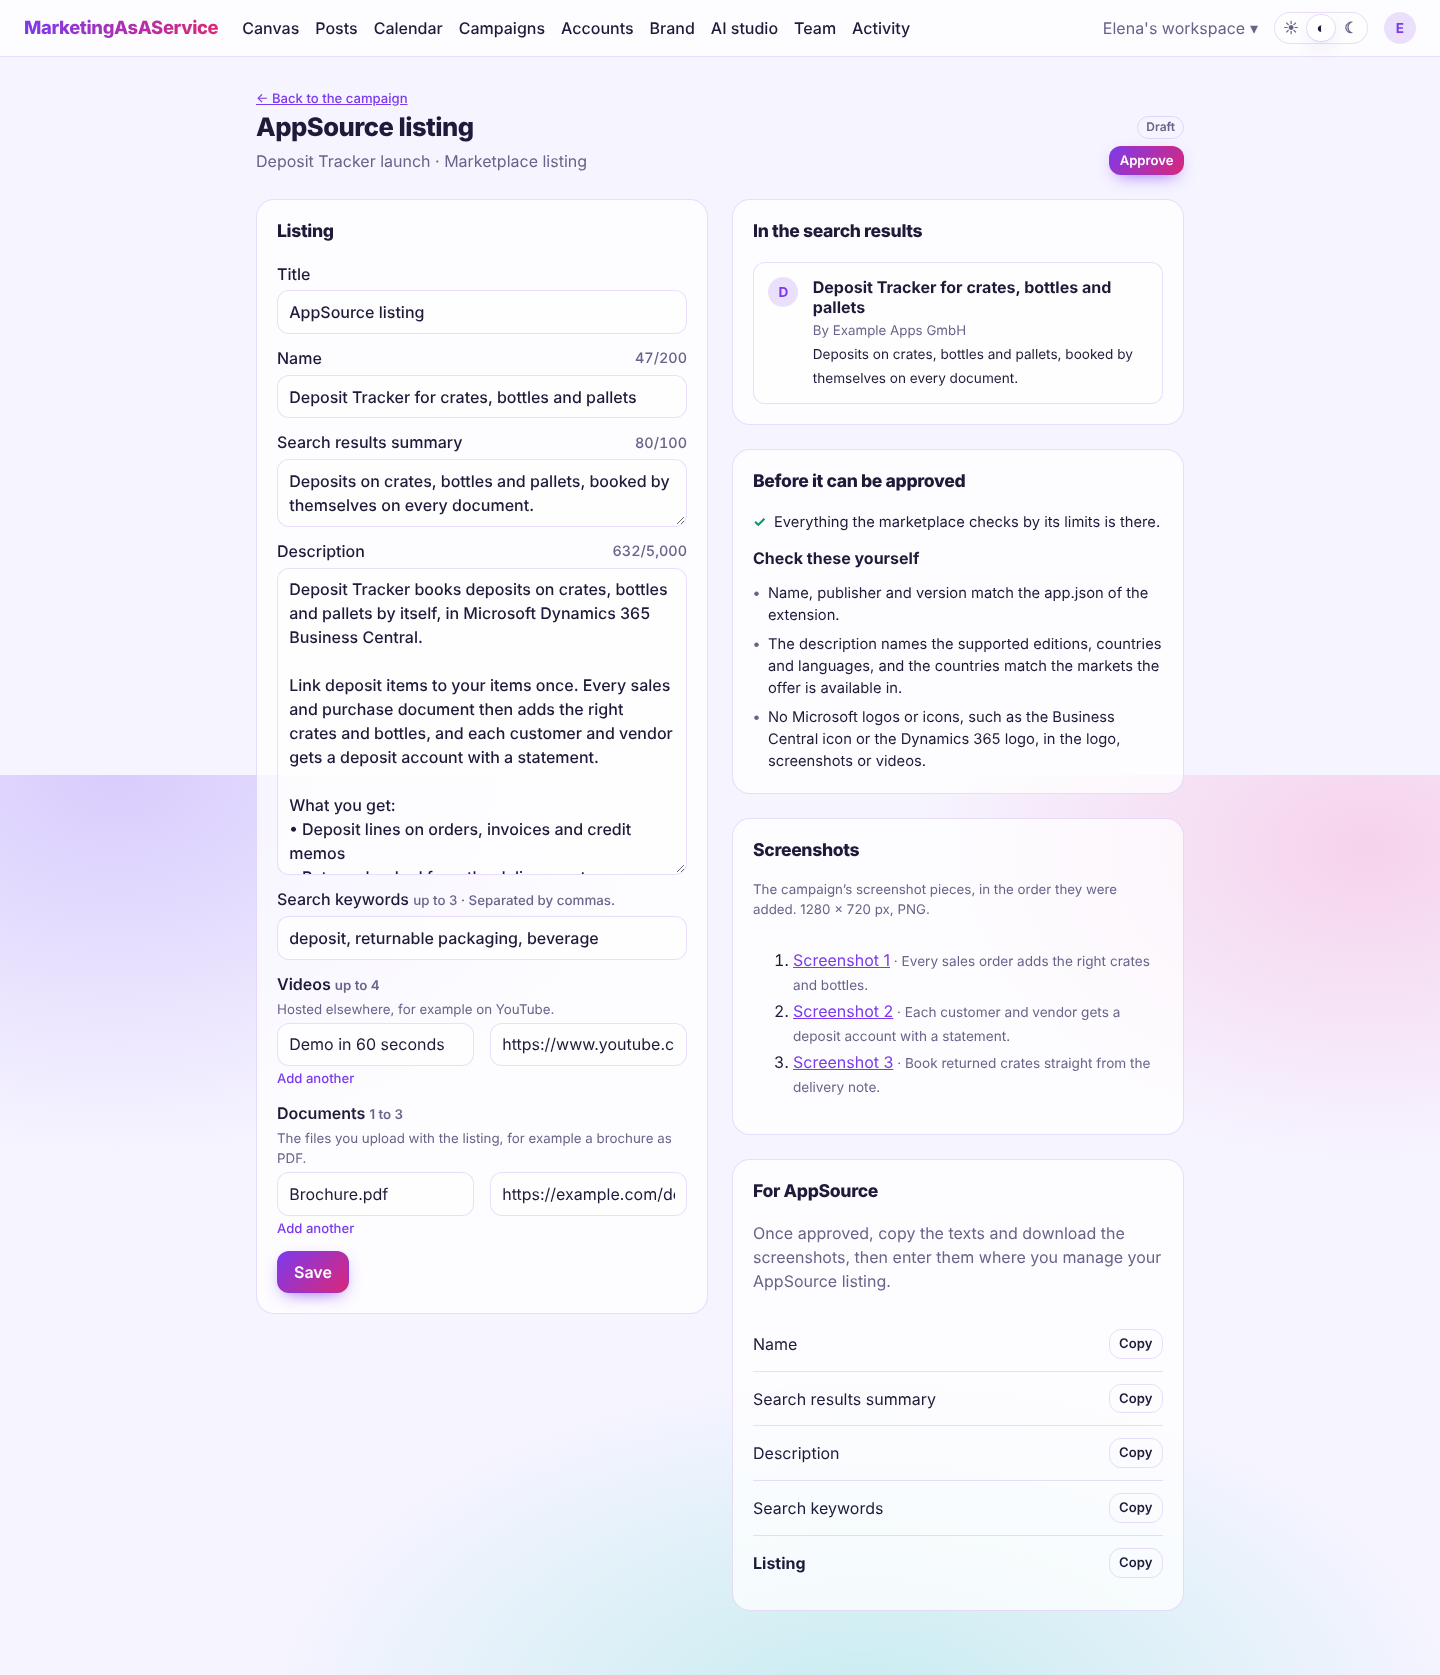 MarketingAsAService Canvas Posts Calendar Campaigns Accounts Brand AI studio Team Activity Elena's workspace ▾ E
← Back to the campaign
AppSource listing
Draft
Deposit Tracker launch · Marketplace listing
Approve
Listing
Title
AppSource listing
Name 47/200
Deposit Tracker for crates, bottles and pallets
Search results summary 80/100
Deposits on crates, bottles and pallets, booked by
themselves on every document.
Description 632/5,000
Deposit Tracker books deposits on crates, bottles
and pallets by itself, in Microsoft Dynamics 365
Business Central.
Link deposit items to your items once. Every sales
and purchase document then adds the right
crates and bottles, and each customer and vendor
gets a deposit account with a statement.
What you get:
• Deposit lines on orders, invoices and credit
memos
Search keywords up to 3 · Separated by commas.
deposit, returnable packaging, beverage
Videos up to 4
Hosted elsewhere, for example on YouTube.
Demo in 60 seconds https://www.youtube.c
Add another
Documents 1 to 3
The files you upload with the listing, for example a brochure as
PDF.
Brochure.pdf https://example.com/d
Add another
Save
In the search results
D
Deposit Tracker for crates, bottles and
pallets
By Example Apps GmbH
Deposits on crates, bottles and pallets, booked by
themselves on every document.
Before it can be approved
✓ Everything the marketplace checks by its limits is there.
Check these yourself
• Name, publisher and version match the app.json of the
extension.
• The description names the supported editions, countries
and languages, and the countries match the markets the
offer is available in.
• No Microsoft logos or icons, such as the Business
Central icon or the Dynamics 365 logo, in the logo,
screenshots or videos.
Screenshots
The campaign's screenshot pieces, in the order they were
added. 1280 × 720 px, PNG.
1. Screenshot 1 · Every sales order adds the right crates
and bottles.
2. Screenshot 2 · Each customer and vendor gets a
deposit account with a statement.
3. Screenshot 3 · Book returned crates straight from the
delivery note.
For AppSource
Once approved, copy the texts and download the
screenshots, then enter them where you manage your
AppSource listing.
Name Copy
Search results summary Copy
Description Copy
Search keywords Copy
Listing Copy